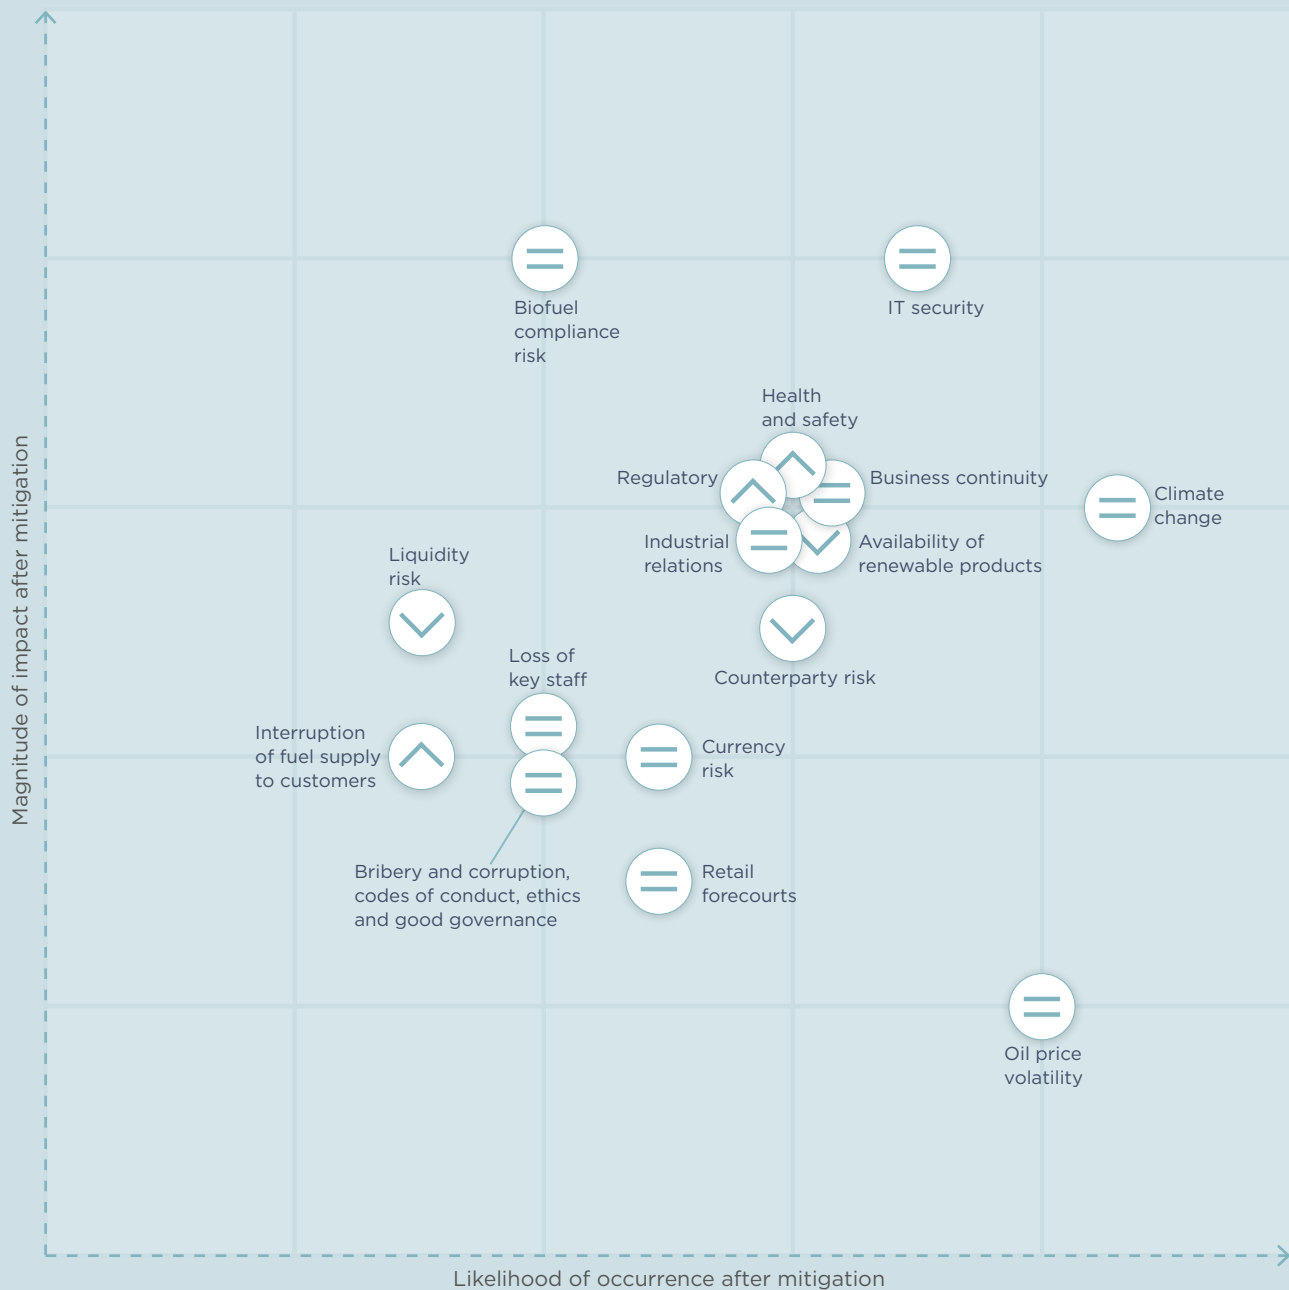 Magnitude of impact after mitigation
Biofuel
compliance
risk
IT security
Health
and safety
Regulatory
Business continuity
Climate
change
Industrial
relations
Availability of
renewable products
Liquidity
risk
Counterparty risk
Loss of
key staff
Interruption
of fuel supply
to customers
Currency
risk
Bribery and corruption,
codes of conduct, ethics
and good governance
Retail
forecourts
Oil price
volatility
Likelihood of occurrence after mitigation